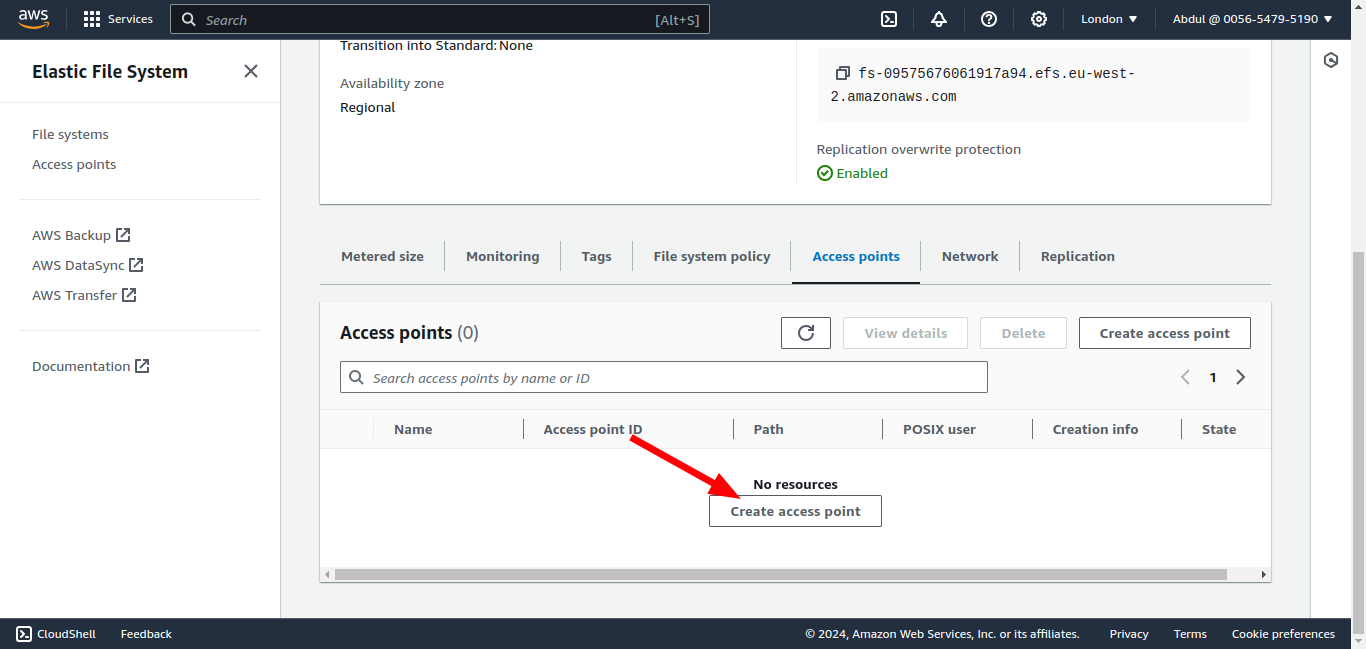 aws Services Search [Alt+S] London Abdul @ 0056-5479-5190
Elastic File System
File systems
Access points
AWS Backup
AWS DataSync
AWS Transfer
Documentation
Transition into Standard: None
Availability zone
Regional
fs-09575676061917a94.efs.eu-west-
2.amazonaws.com
Replication overwrite protection
Enabled
Metered size Monitoring Tags File system policy Access points Network Replication
Access points (0) View details Delete Create access point
Search access points by name or ID 1
Name Access point ID Path POSIX user Creation info State
No resources
Create access point
CloudShell Feedback © 2024, Amazon Web Services, Inc. or its affiliates. Privacy Terms Cookie preferences